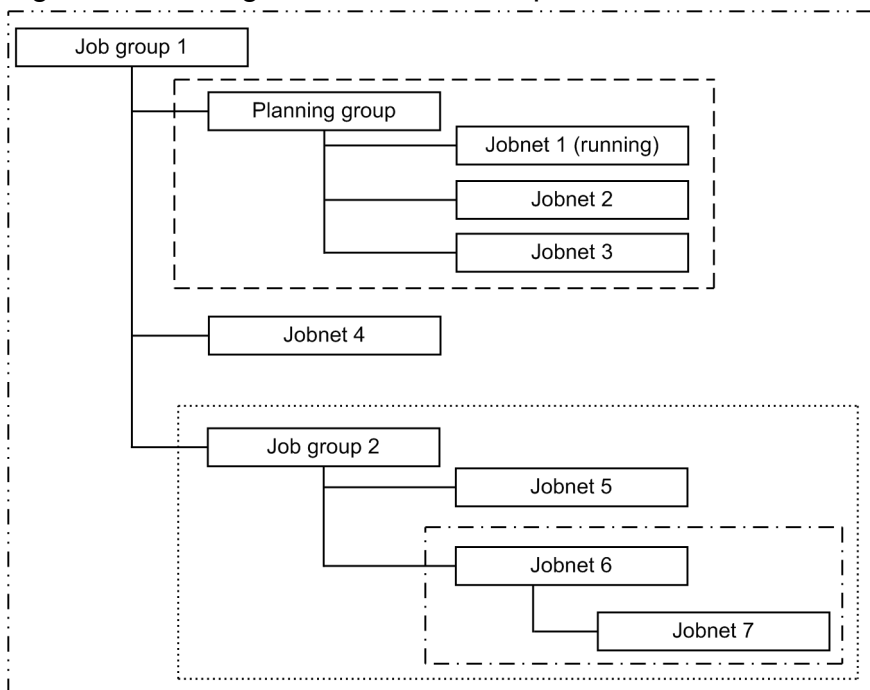 Job group 1
Planning group
Jobnet 1 (running)
Jobnet 2
Jobnet 3
Jobnet 4
Job group 2
Jobnet 5
Jobnet 6
Jobnet 7